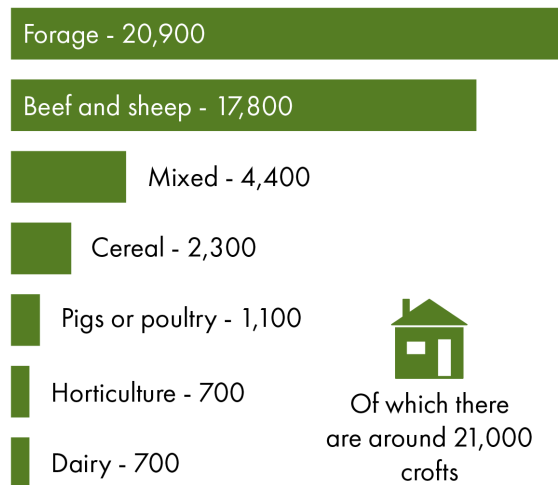 Forage - 20,900
Beef and sheep - 17,800
Mixed - 4,400
Cereal - 2,300
Pigs or poultry - 1,100
Horticulture - 700
Dairy - 700
Of which there
are around 21,000
crofts